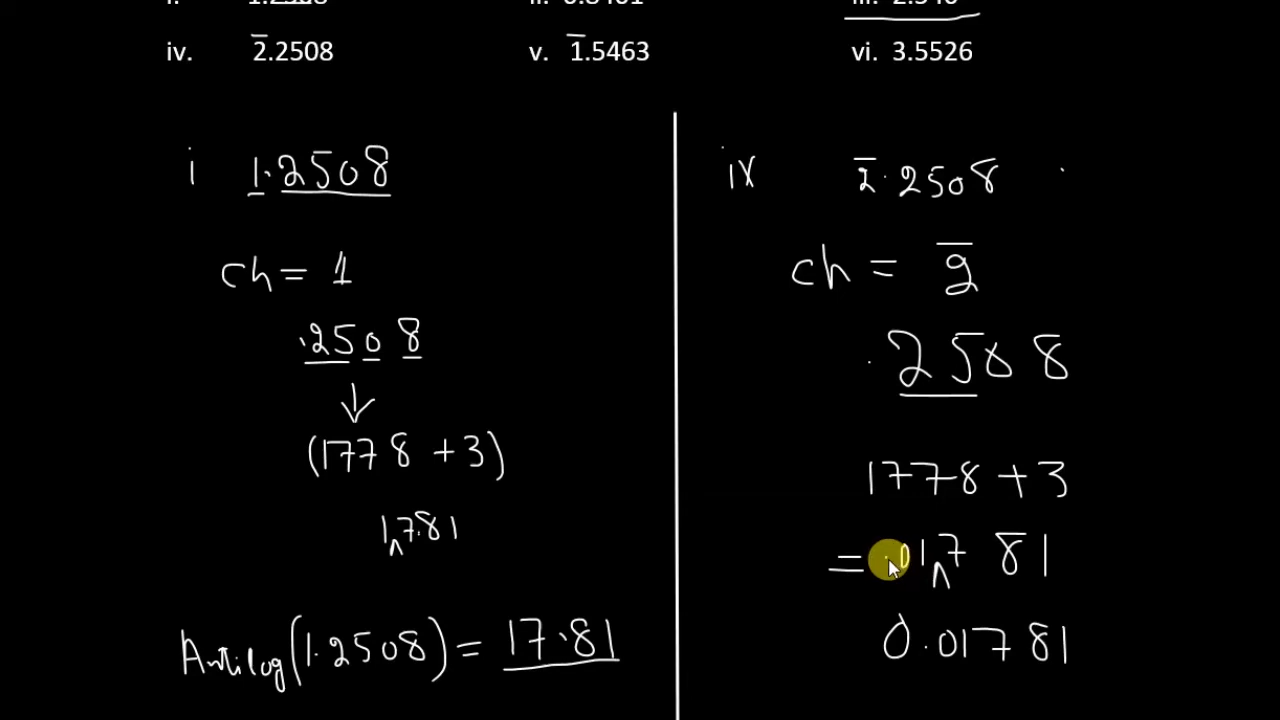 iv. 2̅.2508 v. 1̅.5463 vi. 3.5526
i 1.2508
ch = 1
.2508
(1778 + 3)
17.81
Antilog(1.2508) = 17.81
iv 2̅.2508
ch = 2̅
.2508
1778 + 3
= .01781
0.01781